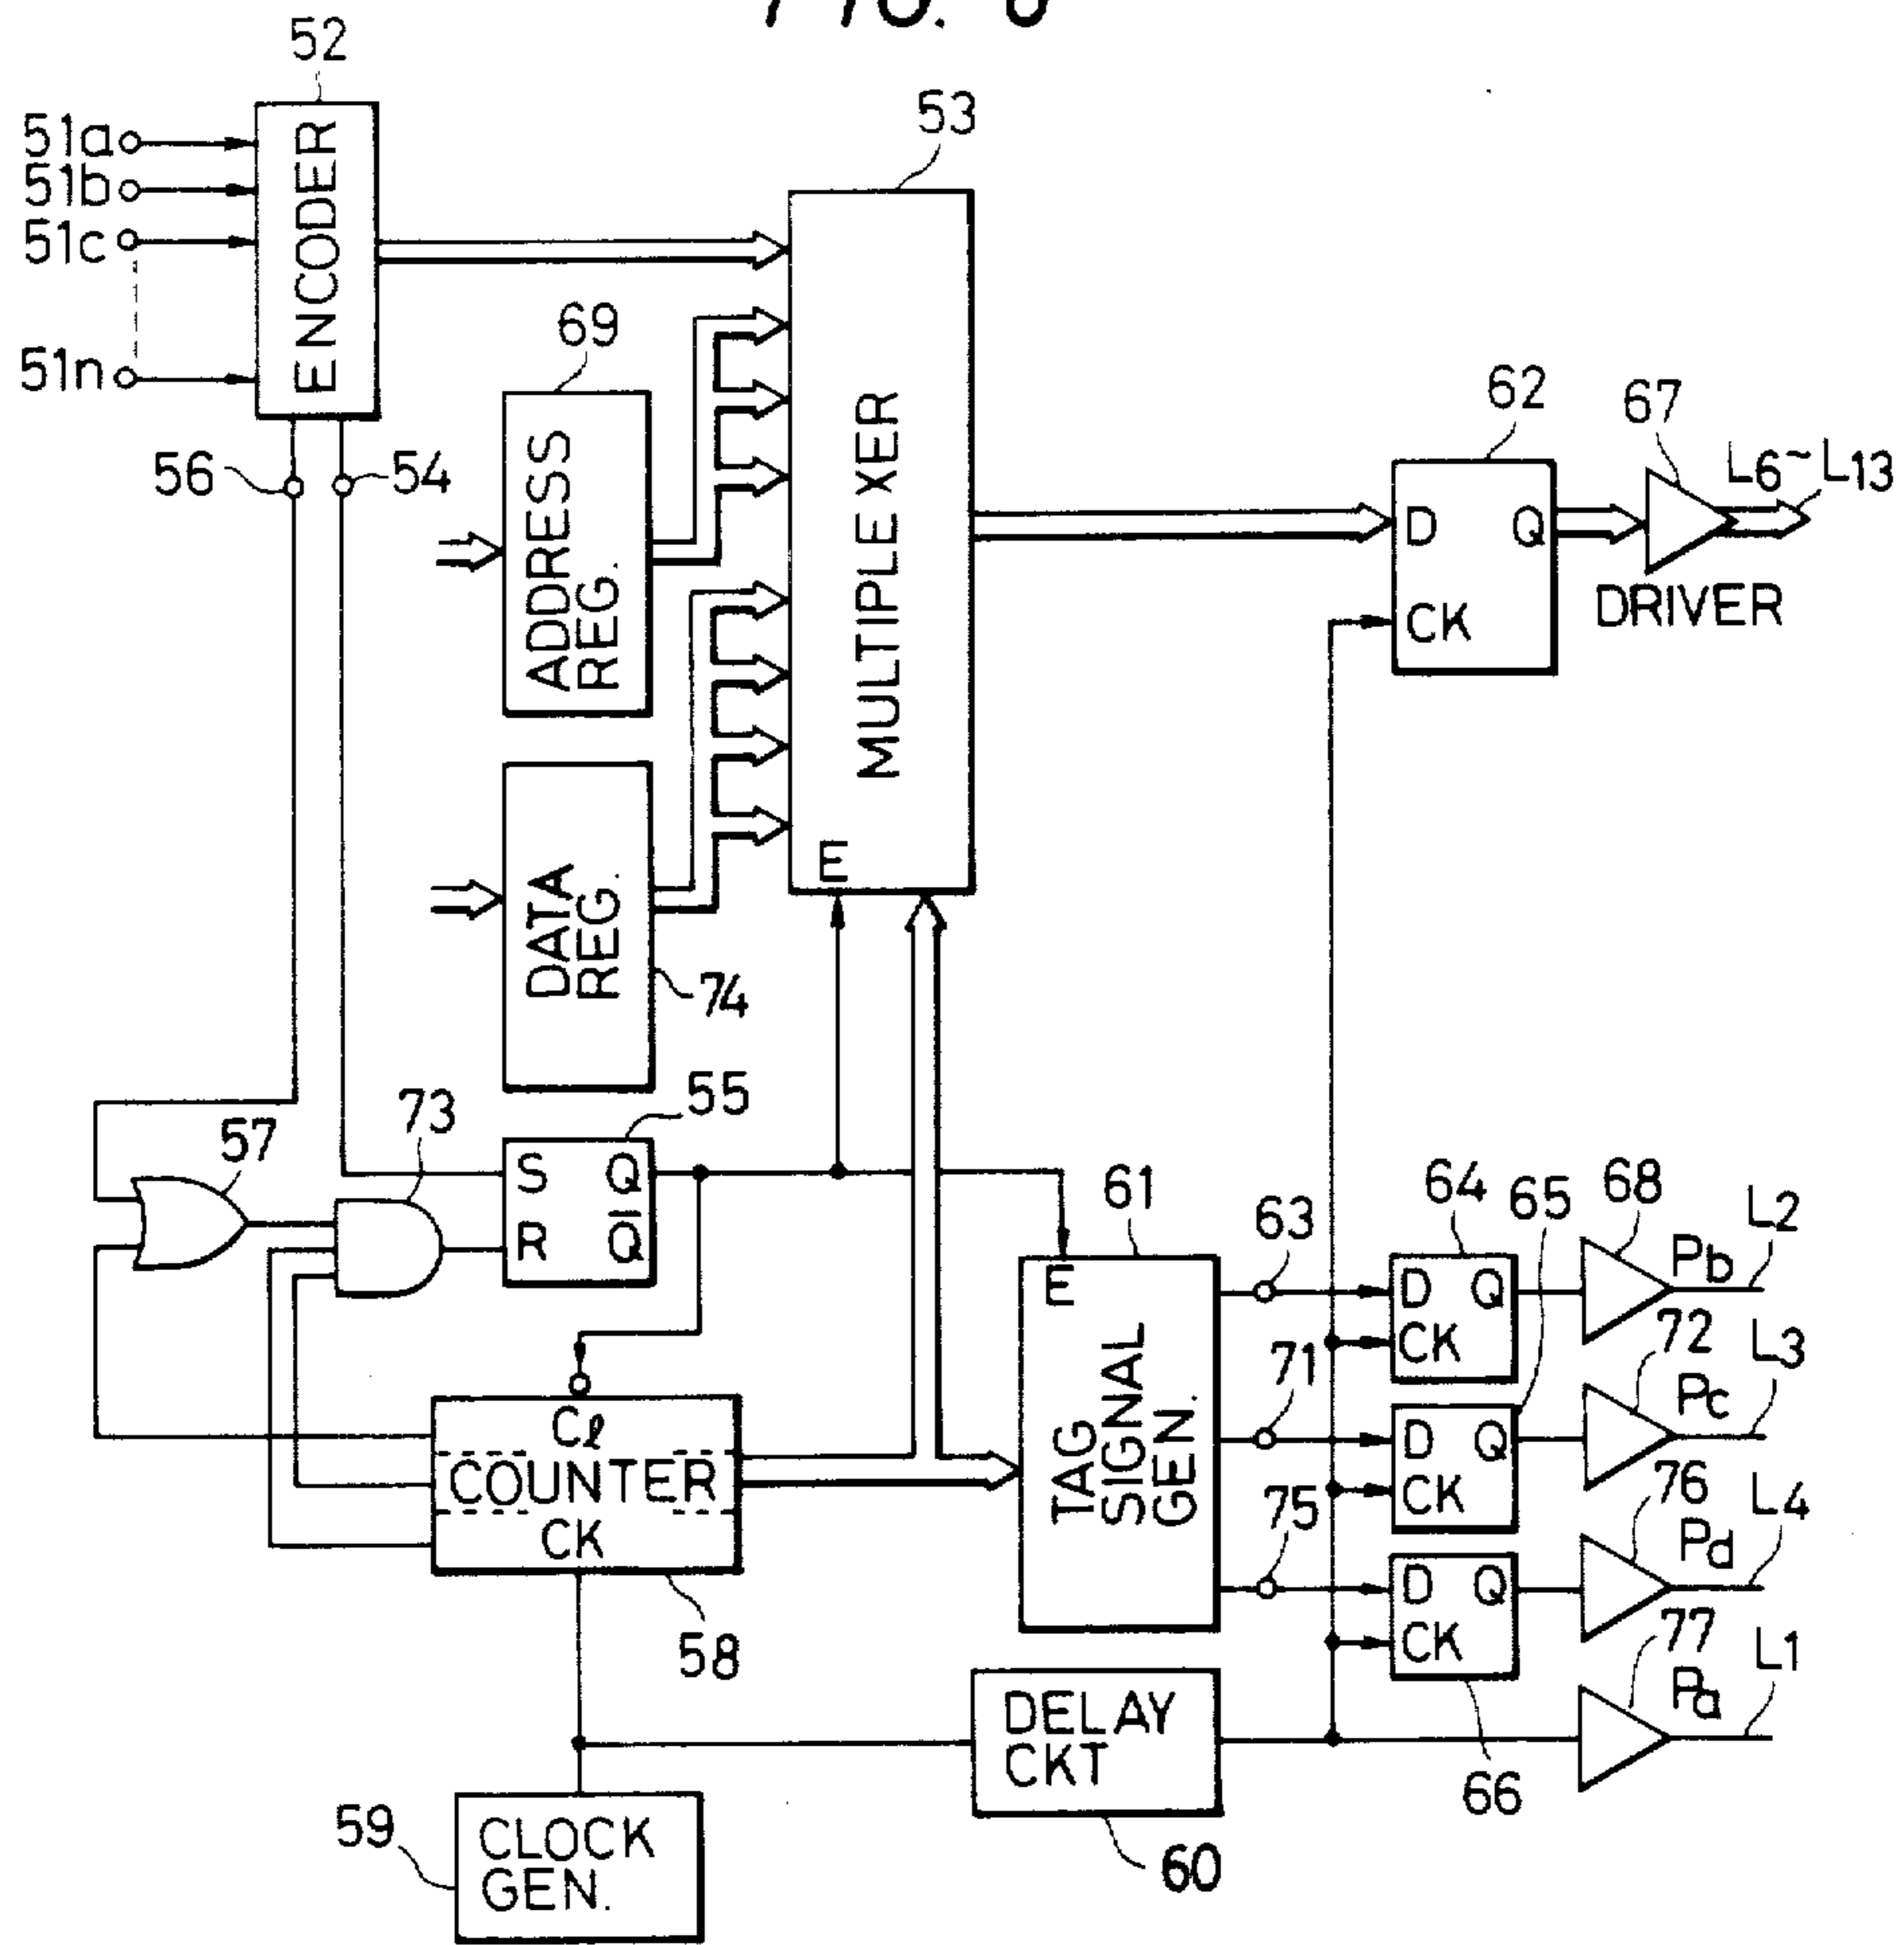 52
53
51a
51b
51c
51n
ENCODER
69
62
67
L6~L13
56
54
ADDRESS
REG.
MULTIPLEXER
D
Q
CK
DRIVER
E
DATA
REG.
74
57
73
55
S
Q
R
Q̅
61
63
64
65
68
Pb
L2
E
D
Q
CK
71
72
Pc
L3
TAG
SIGNAL
GEN.
D
Q
CK
75
76
Pd
L4
Cℓ
COUNTER
CK
D
Q
CK
58
77
Pa
L1
66
DELAY
CKT
60
59
CLOCK
GEN.